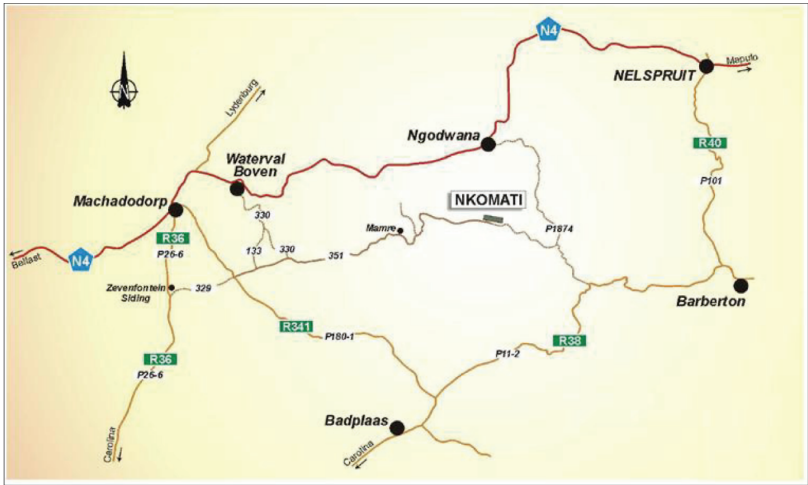 N4
Maputo
NELSPRUIT
N
Lydenburg
Ngodwana
R40
Waterval
Boven
P101
NKOMATI
Machadodorp
330
Mamre
P1874
R36
P26-6
133
330
351
Belfast
N4
Zevenfontein
Siding
329
Barberton
R341
P180-1
R38
P11-2
R36
P26-6
Badplaas
Carolina
Carolina